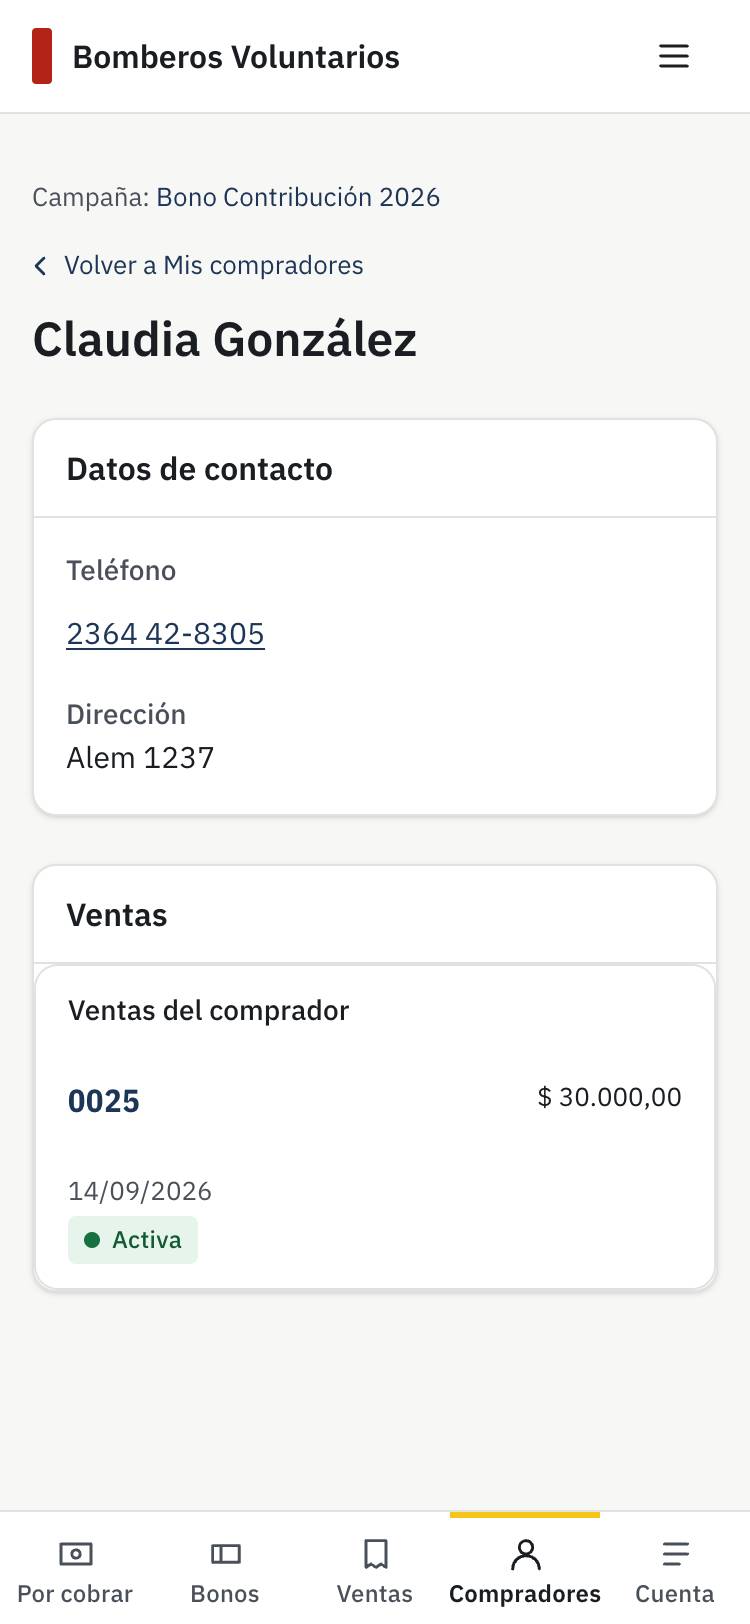 Bomberos Voluntarios
Campaña: Bono Contribución 2026
Volver a Mis compradores
Claudia González
Datos de contacto
Teléfono
2364 42-8305
Dirección
Alem 1237
Ventas
Ventas del comprador
0025
$ 30.000,00
14/09/2026
Activa
Por cobrar
Bonos
Ventas
Compradores
Cuenta